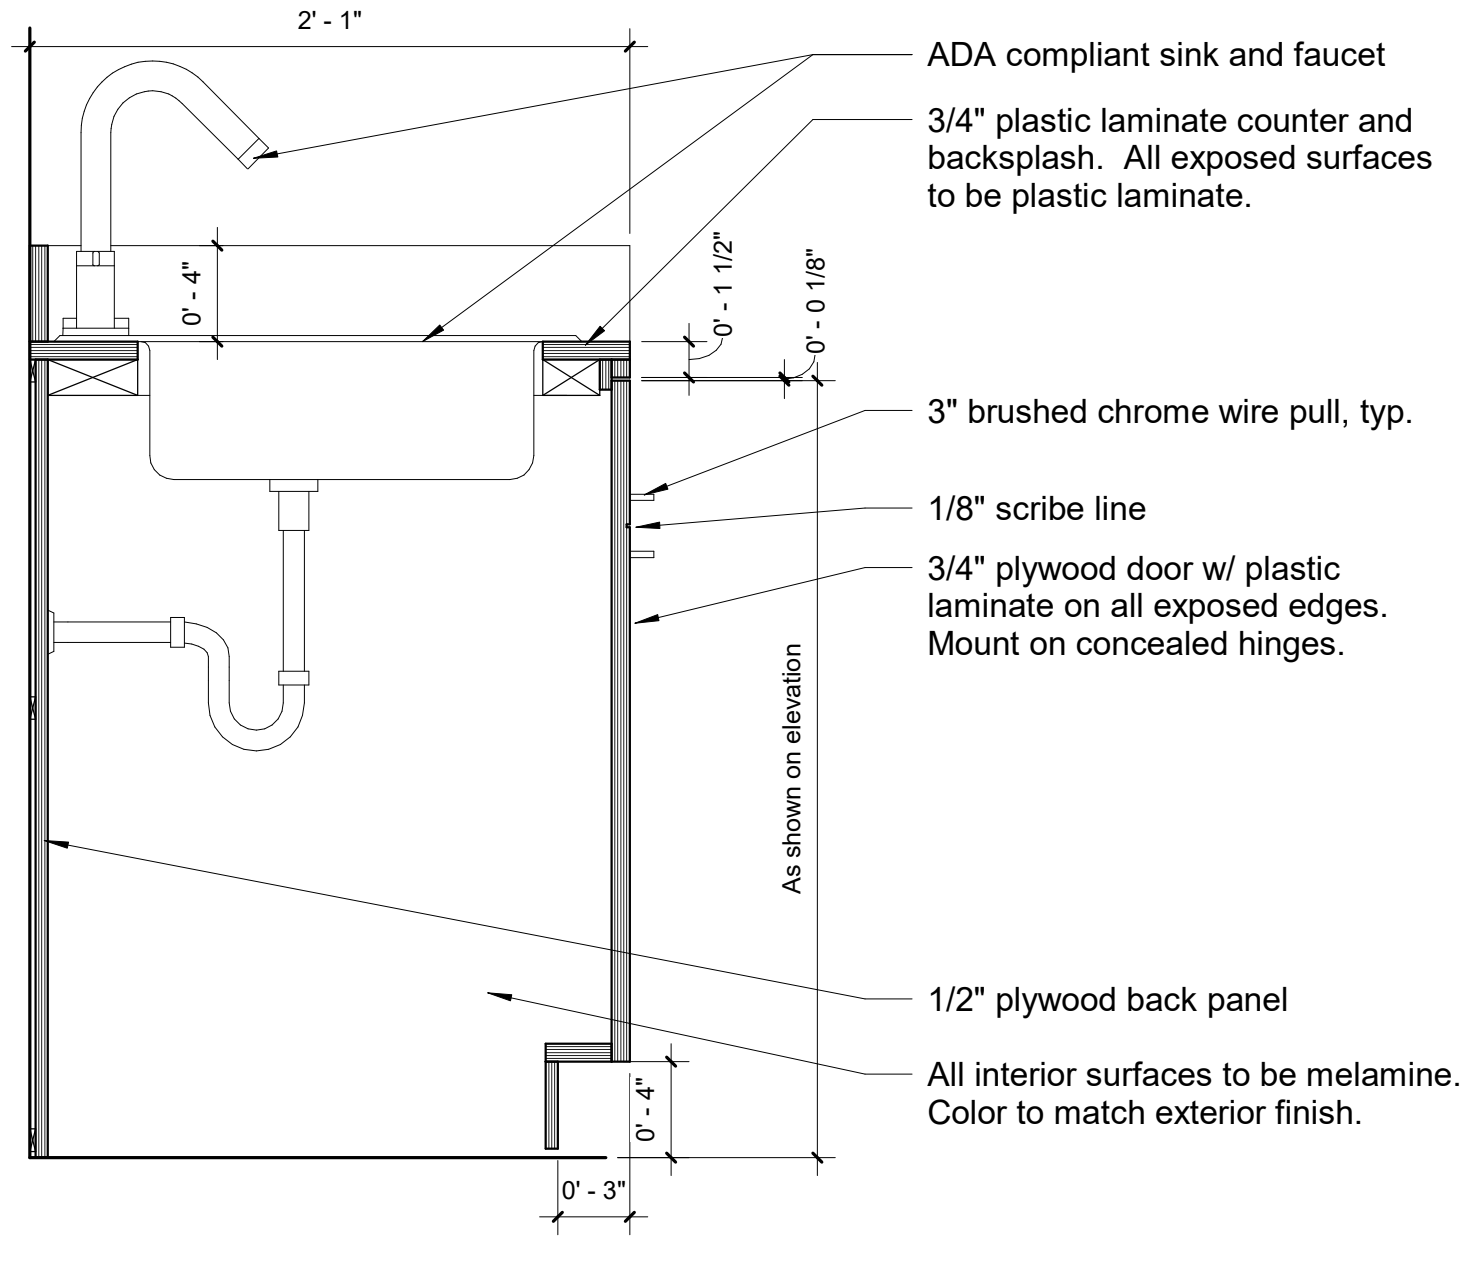 2' - 1"
ADA compliant sink and faucet
3/4" plastic laminate counter and
backsplash.  All exposed surfaces
to be plastic laminate.
0' - 4"
0' - 1 1/2"
0' - 0 1/8"
3" brushed chrome wire pull, typ.
1/8" scribe line
3/4" plywood door w/ plastic
laminate on all exposed edges.
Mount on concealed hinges.
As shown on elevation
1/2" plywood back panel
All interior surfaces to be melamine.
Color to match exterior finish.
0' - 4"
0' - 3"